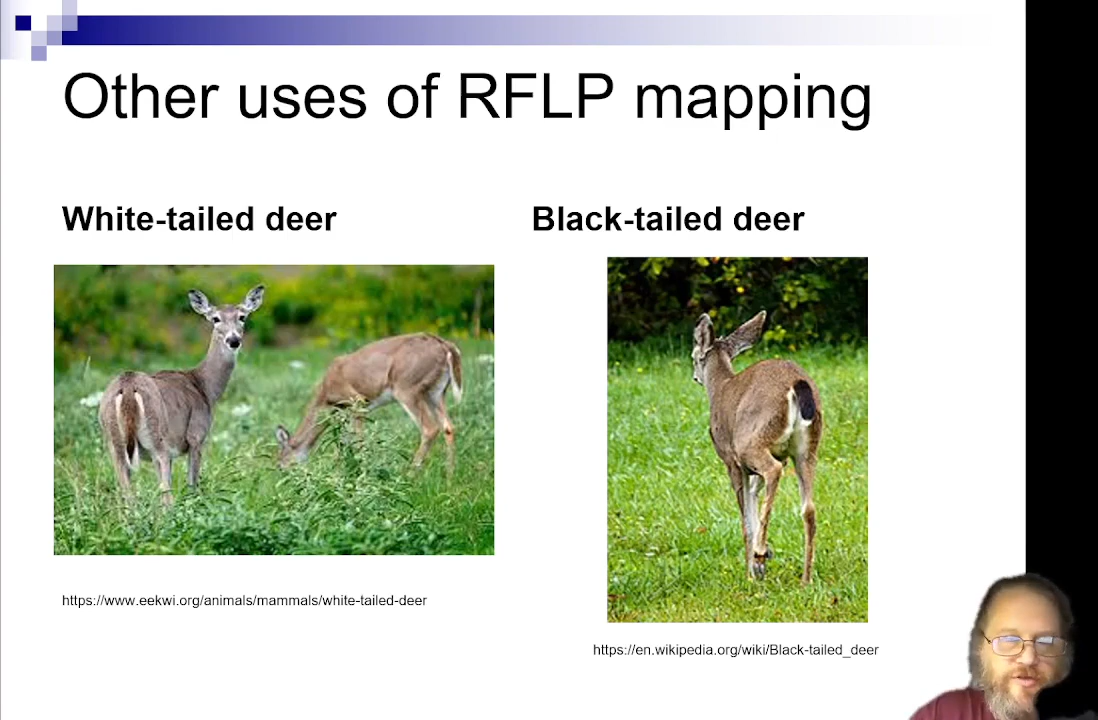 Other uses of RFLP mapping
White-tailed deer
Black-tailed deer
https://www.eekwi.org/animals/mammals/white-tailed-deer
https://en.wikipedia.org/wiki/Black-tailed_deer